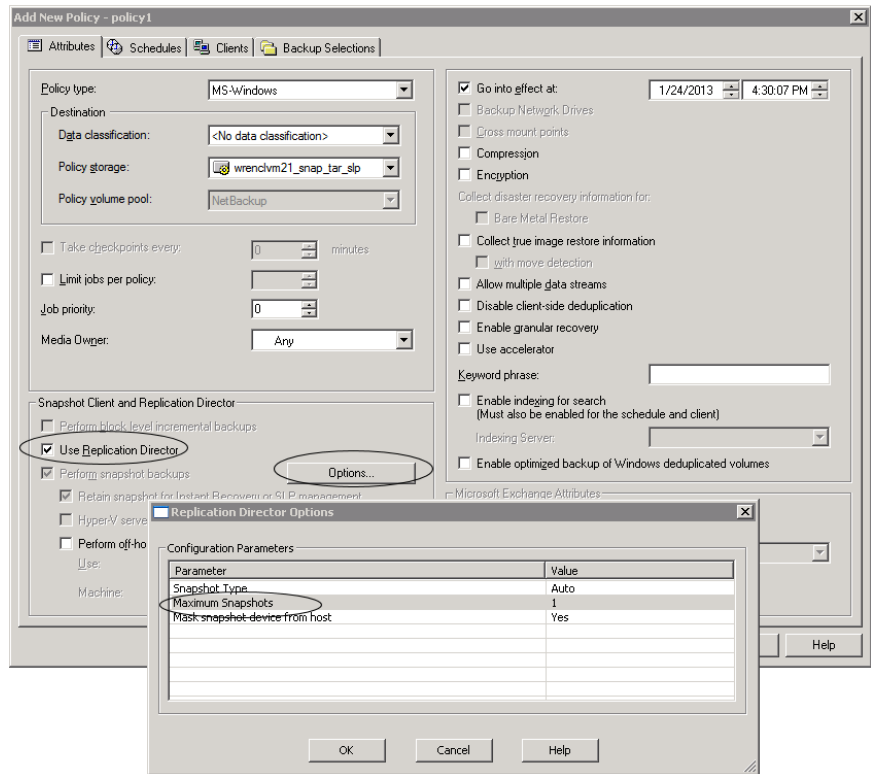 Add New Policy - policy1
Attributes
Schedules
Clients
Backup Selections
Policy type:
MS-Windows
Destination
Data classification:
<No data classification>
Policy storage:
wrenclvm21_snap_tar_slp
Policy volume pool:
NetBackup
Take checkpoints every:
0
minutes
Limit jobs per policy:
Job priority:
0
Media Owner:
Any
Snapshot Client and Replication Director
Perform block level incremental backups
Use Replication Director
Perform snapshot backups
Options...
Retain snapshot for Instant Recovery or SLP management
Hyper-V serve
Perform off-ho
Use:
Machine:
Go into effect at:
1/24/2013
4:30:07 PM
Backup Network Drives
Cross mount points
Compression
Encryption
Collect disaster recovery information for:
Bare Metal Restore
Collect true image restore information
with move detection
Allow multiple data streams
Disable client-side deduplication
Enable granular recovery
Use accelerator
Keyword phrase:
Enable indexing for search
(Must also be enabled for the schedule and client)
Indexing Server:
Enable optimized backup of Windows deduplicated volumes
Microsoft Exchange Attributes
Help
Replication Director Options
Configuration Parameters
Parameter Value
Snapshot Type Auto
Maximum Snapshots 1
Mask snapshot device from host Yes
OK
Cancel
Help